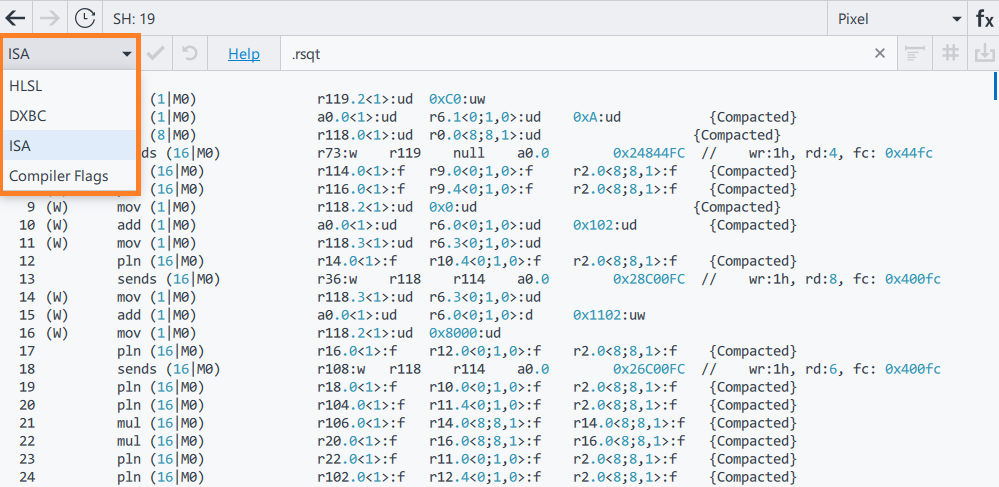 SH: 19 Pixel fx
ISA Help .rsqt
HLSL
DXBC
ISA
Compiler Flags
(1|M0) r119.2<1>:ud 0xC0:uw
(1|M0) a0.0<1>:ud r6.1<0;1,0>:ud 0xA:ud {Compacted}
(8|M0) r118.0<1>:ud r0.0<8;8,1>:ud {Compacted}
ds (16|M0) r73:w r119 null a0.0 0x24844FC // wr:1h, rd:4, fc: 0x44fc
(16|M0) r114.0<1>:f r9.0<0;1,0>:f r2.0<8;8,1>:f {Compacted}
(16|M0) r116.0<1>:f r9.4<0;1,0>:f r2.0<8;8,1>:f {Compacted}
9 (W) mov (1|M0) r118.2<1>:ud 0x0:ud {Compacted}
10 (W) add (1|M0) a0.0<1>:ud r6.0<0;1,0>:ud 0x102:ud {Compacted}
11 (W) mov (1|M0) r118.3<1>:ud r6.3<0;1,0>:ud
12 pln (16|M0) r14.0<1>:f r10.4<0;1,0>:f r2.0<8;8,1>:f {Compacted}
13 sends (16|M0) r36:w r118 r114 a0.0 0x28C00FC // wr:1h, rd:8, fc: 0x400fc
14 (W) mov (1|M0) r118.3<1>:ud r6.3<0;1,0>:ud
15 (W) add (1|M0) a0.0<1>:ud r6.0<0;1,0>:d 0x1102:uw
16 (W) mov (1|M0) r118.2<1>:ud 0x8000:ud
17 pln (16|M0) r16.0<1>:f r12.0<0;1,0>:f r2.0<8;8,1>:f {Compacted}
18 sends (16|M0) r108:w r118 r114 a0.0 0x26C00FC // wr:1h, rd:6, fc: 0x400fc
19 pln (16|M0) r18.0<1>:f r10.0<0;1,0>:f r2.0<8;8,1>:f {Compacted}
20 pln (16|M0) r104.0<1>:f r11.4<0;1,0>:f r2.0<8;8,1>:f {Compacted}
21 mul (16|M0) r106.0<1>:f r14.0<8;8,1>:f r14.0<8;8,1>:f {Compacted}
22 mul (16|M0) r20.0<1>:f r16.0<8;8,1>:f r16.0<8;8,1>:f {Compacted}
23 pln (16|M0) r22.0<1>:f r11.0<0;1,0>:f r2.0<8;8,1>:f {Compacted}
24 pln (16|M0) r102.0<1>:f r12.4<0;1,0>:f r2.0<8;8,1>:f {Compacted}